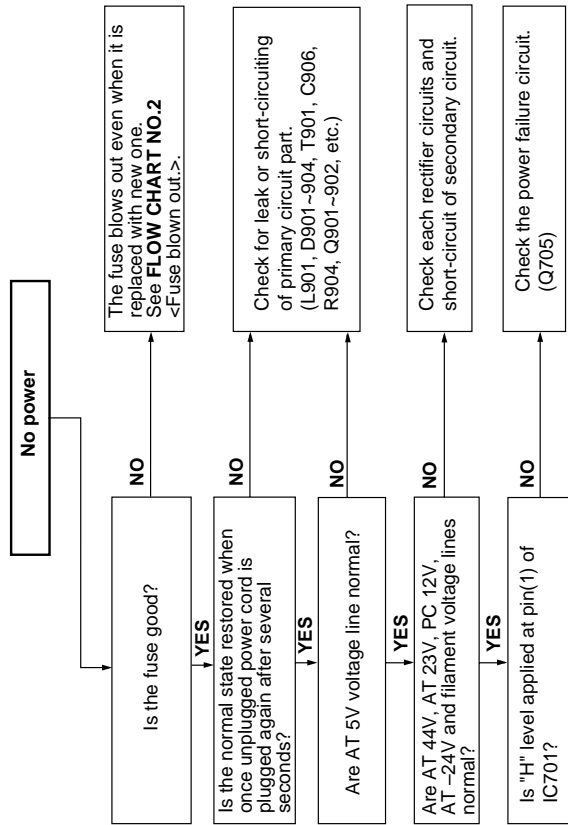 No power
Is the fuse good?
NO
The fuse blows out even when it is
replaced with new one.
See FLOW CHART NO.2
<Fuse blown out.>.
YES
Is the normal state restored when
once unplugged power cord is
plugged again after several
seconds?
NO
Check for leak or short-circuiting
of primary circuit part.
(L901, D901~904, T901, C906,
R904, Q901~902, etc.)
YES
Are AT 5V voltage line normal?
NO
YES
Are AT 44V, AT 23V, PC 12V,
AT –24V and filament voltage lines
normal?
NO
Check each rectifier circuits and
short-circuit of secondary circuit.
YES
Is "H" level applied at pin(1) of
IC701?
NO
Check the power failure circuit.
(Q705)